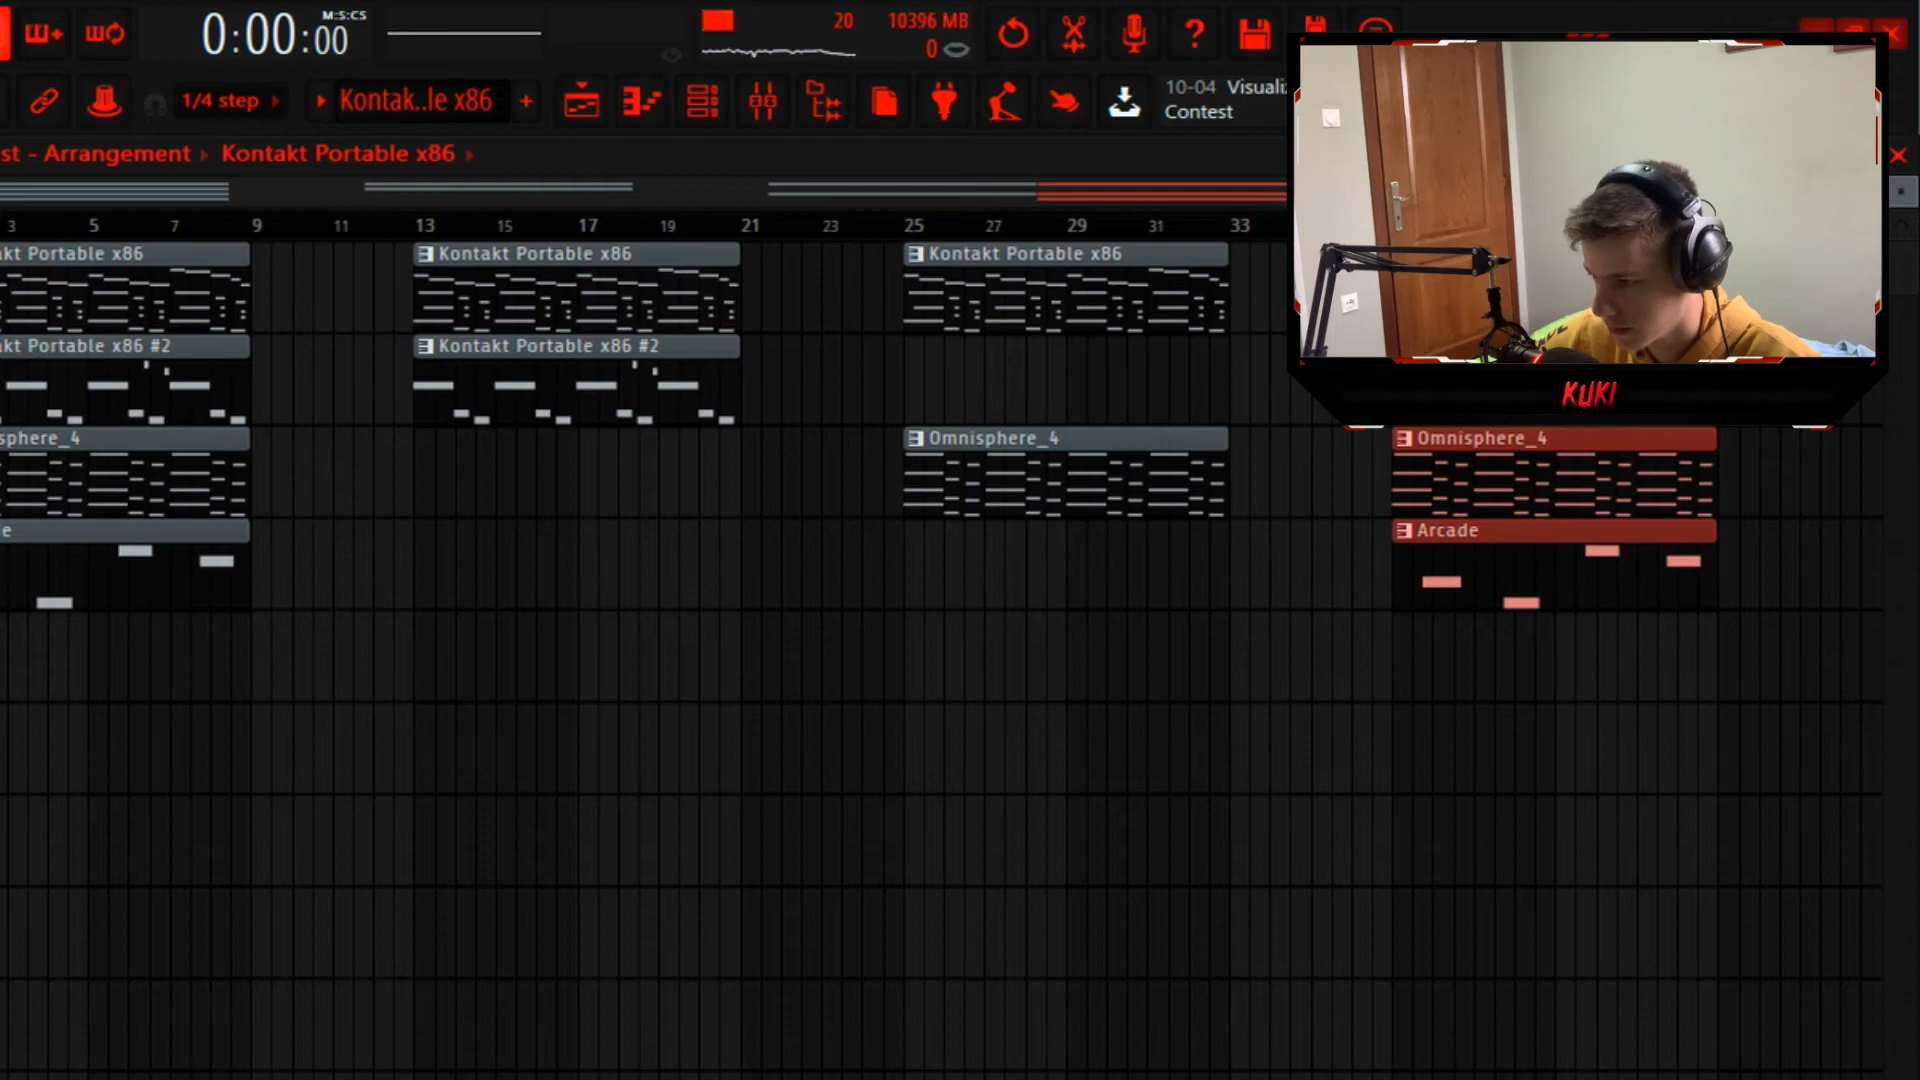 M:S:CS
0:00:00
20
10396 MB
0
1/4 step
Kontak..le x86
+
10-04 Visualiz
Contest
st - Arrangement
Kontakt Portable x86
3 5 7 9 11 13 15 17 19 21 23 25 27 29 31 33
akt Portable x86
Kontakt Portable x86
Kontakt Portable x86
akt Portable x86 #2
Kontakt Portable x86 #2
KUKI
sphere_4
Omnisphere_4
Omnisphere_4
e
Arcade